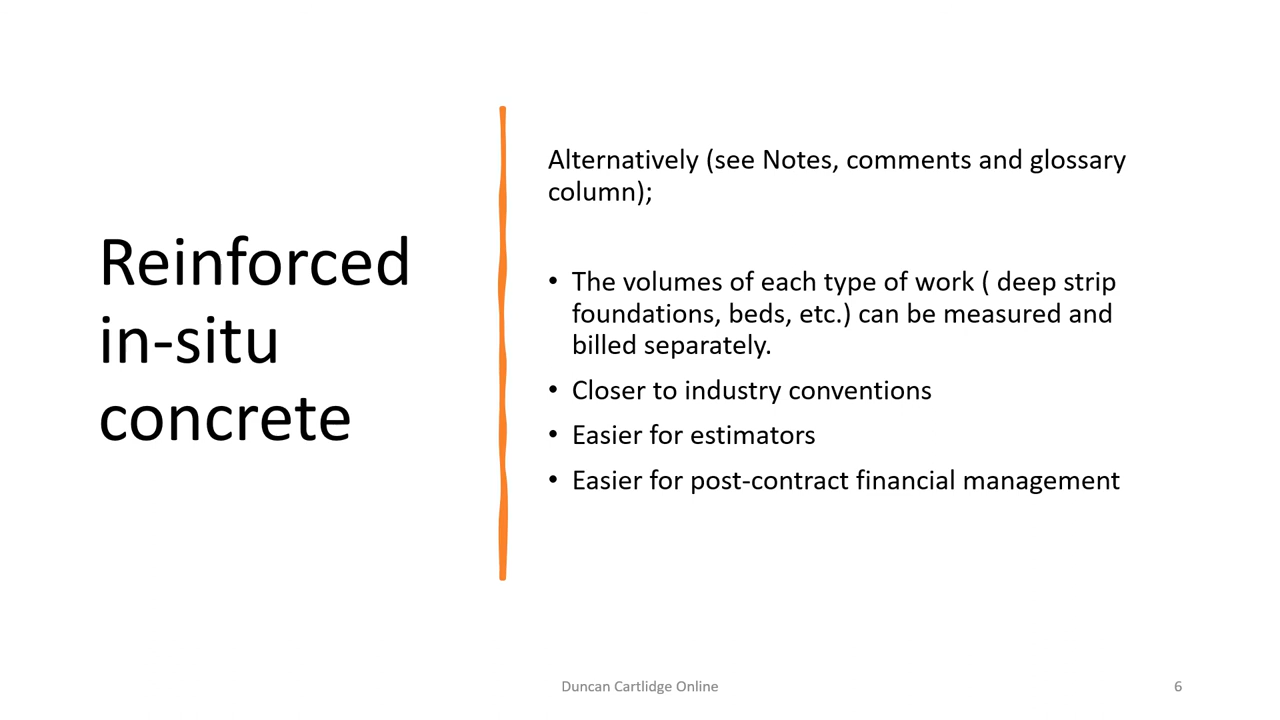 Reinforced
in-situ
concrete
Alternatively (see Notes, comments and glossary
column);
• The volumes of each type of work ( deep strip
foundations, beds, etc.) can be measured and
billed separately.
• Closer to industry conventions
• Easier for estimators
• Easier for post-contract financial management
Duncan Cartlidge Online
6